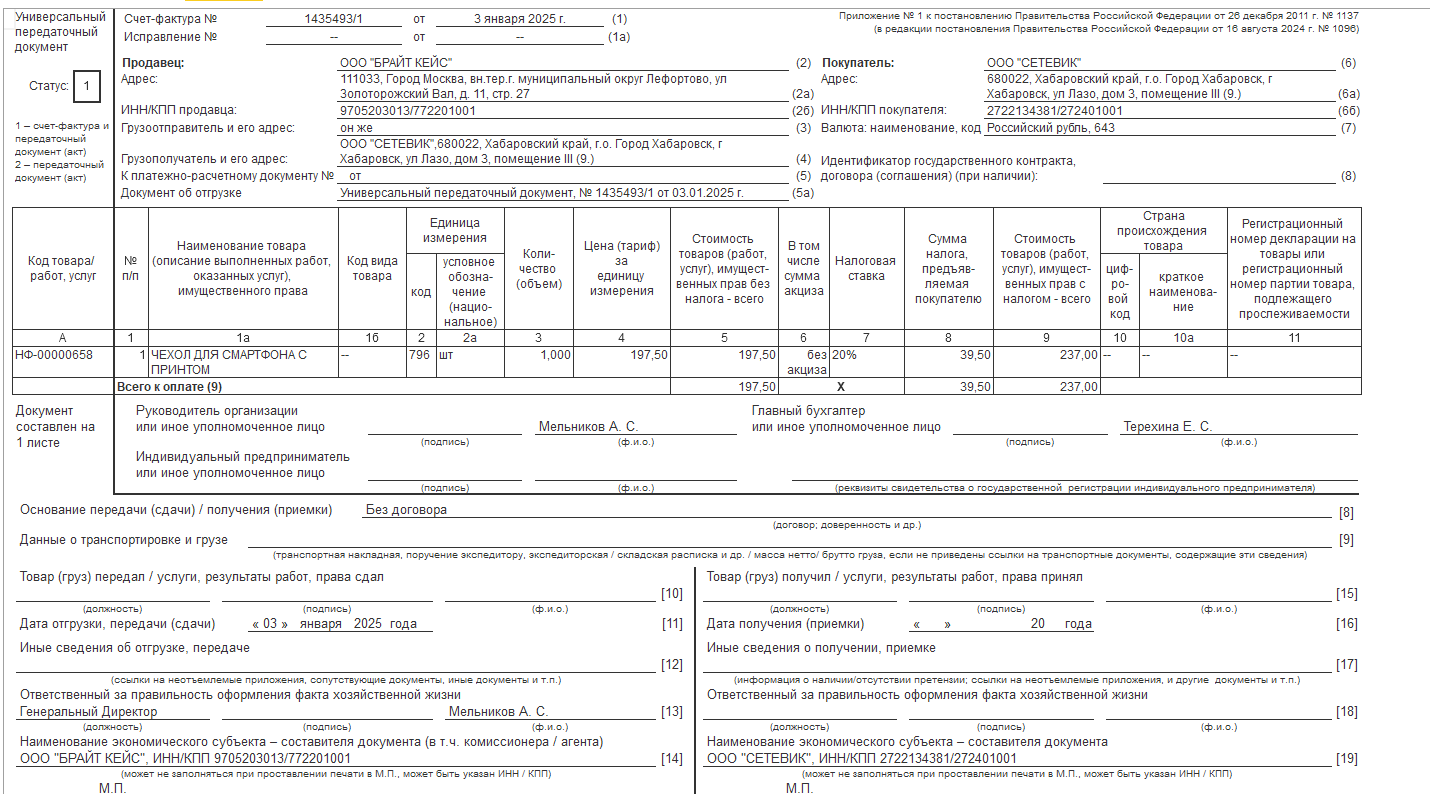 Универсальный
передаточный
документ
Счет-фактура № 1435493/1 от 3 января 2025 г. (1)
Исправление № -- от -- (1а)
Приложение № 1 к постановлению Правительства Российской Федерации от 26 декабря 2011 г. № 1137
(в редакции постановления Правительства Российской Федерации от 16 августа 2024 г. № 1096)
Статус: 1
1 – счет-фактура и
передаточный
документ (акт)
2 – передаточный
документ (акт)
Продавец: ООО "БРАЙТ КЕЙС" (2)
Адрес: 111033, Город Москва, вн.тер.г. муниципальный округ Лефортово, ул
Золоторожский Вал, д. 11, стр. 27 (2а)
ИНН/КПП продавца: 9705203013/772201001 (2б)
Грузоотправитель и его адрес: он же (3)
ООО "СЕТЕВИК",680022, Хабаровский край, г.о. Город Хабаровск, г
Грузополучатель и его адрес: Хабаровск, ул Лазо, дом 3, помещение III (9.) (4)
К платежно-расчетному документу № от (5)
Документ об отгрузке Универсальный передаточный документ, № 1435493/1 от 03.01.2025 г. (5а)
Покупатель: ООО "СЕТЕВИК" (6)
Адрес: 680022, Хабаровский край, г.о. Город Хабаровск, г
Хабаровск, ул Лазо, дом 3, помещение III (9.) (6а)
ИНН/КПП покупателя: 2722134381/272401001 (6б)
Валюта: наименование, код Российский рубль, 643 (7)
Идентификатор государственного контракта,
договора (соглашения) (при наличии): (8)
Код товара/
работ, услуг
№
п/п
Наименование товара
(описание выполненных работ,
оказанных услуг),
имущественного права
Код вида
товара
Единица
измерения
код
условное
обозна-
чение
(нацио-
нальное)
Коли-
чество
(объем)
Цена (тариф)
за
единицу
измерения
Стоимость
товаров (работ,
услуг), имущест-
венных прав без
налога - всего
В том
числе
сумма
акциза
Налоговая
ставка
Сумма
налога,
предъяв-
ляемая
покупателю
Стоимость
товаров (работ,
услуг), имущест-
венных прав с
налогом - всего
Страна
происхождения
товара
циф-
ро-
вой
код
краткое
наименова-
ние
Регистрационный
номер декларации на
товары или
регистрационный
номер партии товара,
подлежащего
прослеживаемости
А 1 1а 1б 2 2а 3 4 5 6 7 8 9 10 10а 11
НФ-00000658 1 ЧЕХОЛ ДЛЯ СМАРТФОНА С -- 796 шт 1,000 197,50 197,50 без 20% 39,50 237,00 -- -- --
ПРИНТОМ акциза
Всего к оплате (9) 197,50 Х 39,50 237,00
Документ
составлен на
1 листе
Руководитель организации
или иное уполномоченное лицо Мельников А. С.
(подпись) (ф.и.о.)
Главный бухгалтер
или иное уполномоченное лицо Терехина Е. С.
(подпись) (ф.и.о.)
Индивидуальный предприниматель
или иное уполномоченное лицо
(подпись) (ф.и.о.) (реквизиты свидетельства о государственной регистрации индивидуального предпринимателя)
Основание передачи (сдачи) / получения (приемки) Без договора [8]
(договор; доверенность и др.)
Данные о транспортировке и грузе [9]
(транспортная накладная, поручение экспедитору, экспедиторская / складская расписка и др. / масса нетто/ брутто груза, если не приведены ссылки на транспортные документы, содержащие эти сведения)
Товар (груз) передал / услуги, результаты работ, права сдал
[10]
(должность) (подпись) (ф.и.о.)
Дата отгрузки, передачи (сдачи) « 03 » января 2025 года [11]
Иные сведения об отгрузке, передаче
[12]
(ссылки на неотъемлемые приложения, сопутствующие документы, иные документы и т.п.)
Ответственный за правильность оформления факта хозяйственной жизни
Генеральный Директор Мельников А. С. [13]
(должность) (подпись) (ф.и.о.)
Наименование экономического субъекта – составителя документа (в т.ч. комиссионера / агента)
ООО "БРАЙТ КЕЙС", ИНН/КПП 9705203013/772201001 [14]
(может не заполняться при проставлении печати в М.П., может быть указан ИНН / КПП)
М.П.
Товар (груз) получил / услуги, результаты работ, права принял
[15]
(должность) (подпись) (ф.и.о.)
Дата получения (приемки) « » 20 года [16]
Иные сведения о получении, приемке
[17]
(информация о наличии/отсутствии претензии; ссылки на неотъемлемые приложения, и другие документы и т.п.)
Ответственный за правильность оформления факта хозяйственной жизни
[18]
(должность) (подпись) (ф.и.о.)
Наименование экономического субъекта – составителя документа
ООО "СЕТЕВИК", ИНН/КПП 2722134381/272401001 [19]
(может не заполняться при проставлении печати в М.П., может быть указан ИНН / КПП)
М.П.